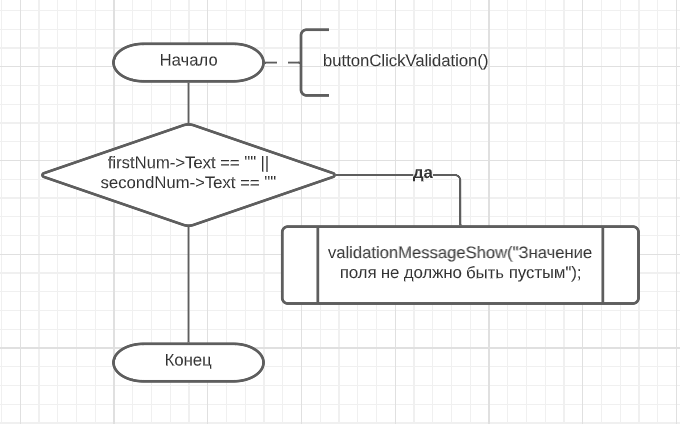 Начало
buttonClickValidation()
firstNum->Text == "" ||
secondNum->Text == ""
да
validationMessageShow("Значение
поля не должно быть пустым");
Конец